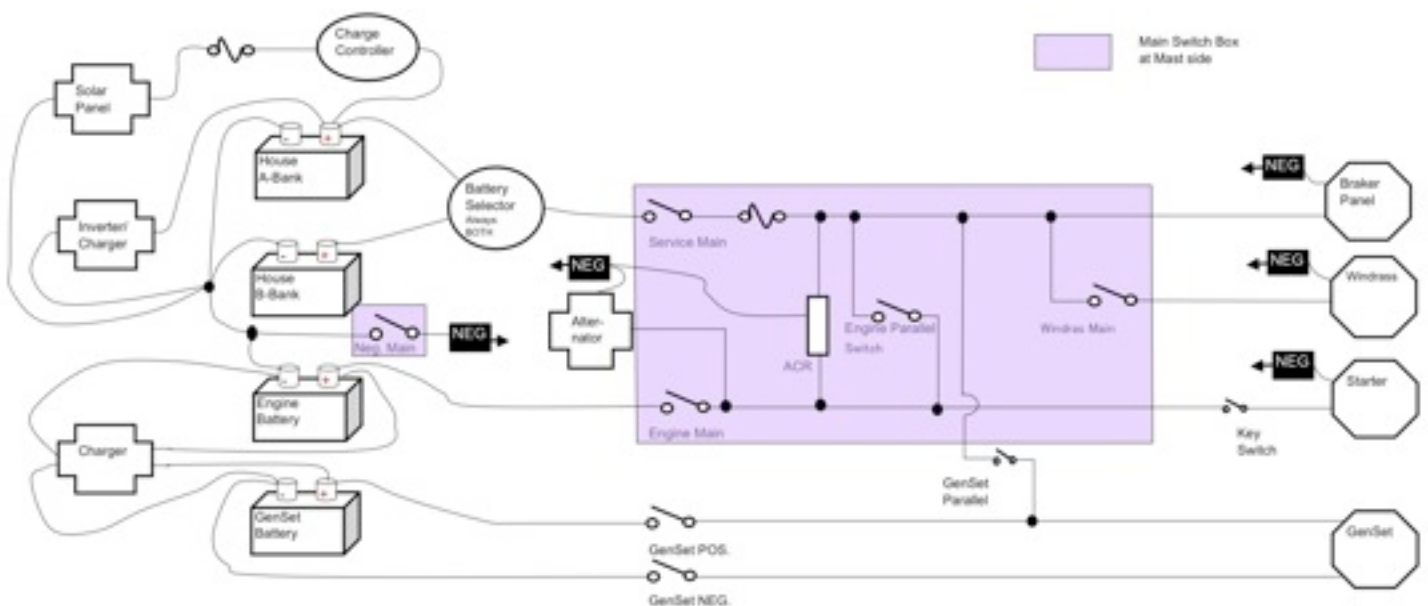 Charge
Controller
Main Switch Box
at Mast side
Solar
Panel
- +
House
A-Bank
NEG
Braker
Panel
Battery
Selector
Always
BOTH
Inverter/
Charger
Service Main
- +
House
B-Bank
NEG
NEG
Windrass
Alter-
nator
Engine Parallel
Switch
Windras Main
NEG
Neg. Main
ACR
NEG
Starter
- +
Engine
Battery
Engine Main
Key
Switch
Charger
GenSet
Parallel
- +
GenSet
Battery
GenSet POS.
GenSet
GenSet NEG.